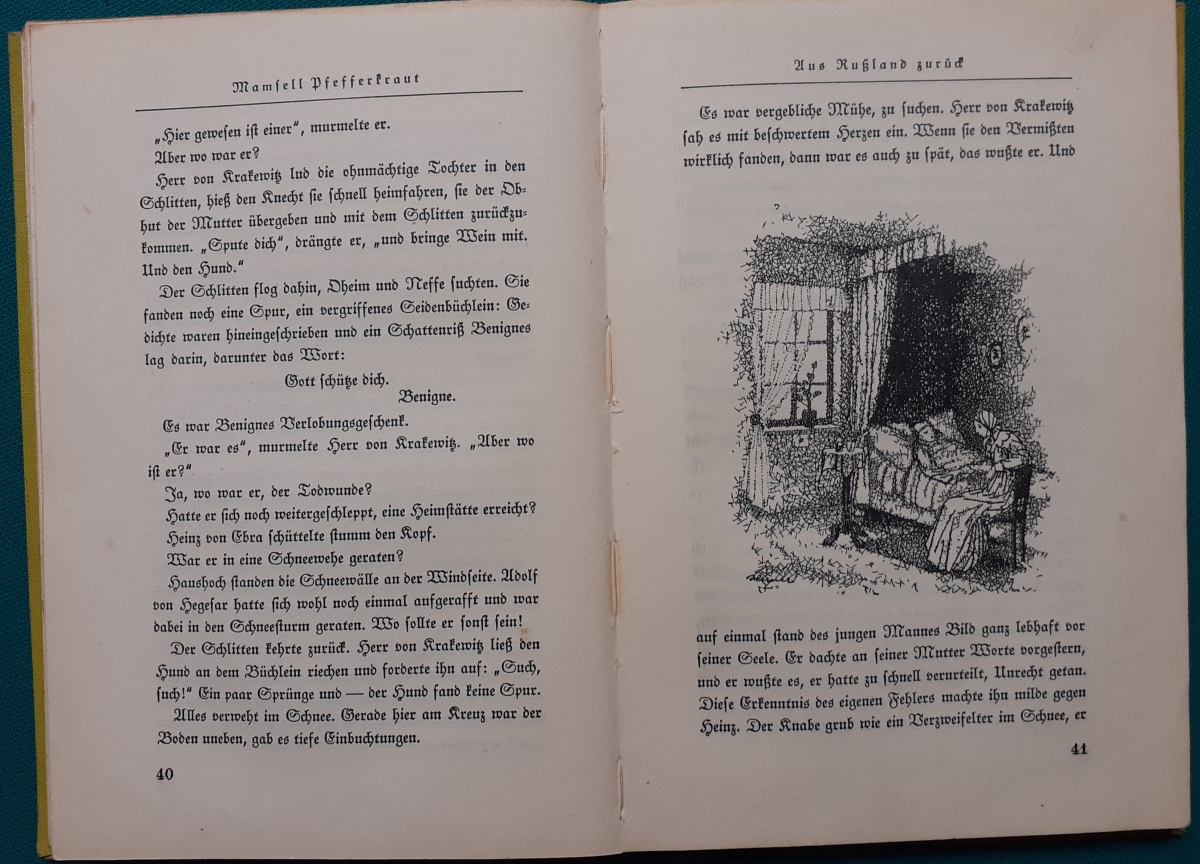 Mamsell Pfefferkraut
„Hier gewesen ist einer“, murmelte er.
Aber wo war er?
Herr von Krakewitz lud die ohnmächtige Tochter in den
Schlitten, hieß den Knecht sie schnell heimfahren, sie der Ob-
hut der Mutter übergeben und mit dem Schlitten zurückzu-
kommen. „Spute dich“, drängte er, „und bringe Wein mit.
Und den Hund.“
Der Schlitten flog dahin, Oheim und Neffe suchten. Sie
fanden noch eine Spur, ein vergriffenes Seidenbüchlein: Ge-
dichte waren hineingeschrieben und ein Schattenriß Benignes
lag darin, darunter das Wort:
Gott schütze dich.
Benigne.
Es war Benignes Verlobungsgeschenk.
„Er war es“, murmelte Herr von Krakewitz. „Aber wo
ist er?“
Ja, wo war er, der Todwunde?
Hatte er sich noch weitergeschleppt, eine Heimstätte erreicht?
Heinz von Ebra schüttelte stumm den Kopf.
War er in eine Schneewehe geraten?
Haushoch standen die Schneewälle an der Windseite. Adolf
von Hegesar hatte sich wohl noch einmal aufgerafft und war
dabei in den Schneesturm geraten. Wo sollte er sonst sein!
Der Schlitten kehrte zurück. Herr von Krakewitz ließ den
Hund an dem Büchlein riechen und forderte ihn auf: „Such,
such!“ Ein paar Sprünge und — der Hund fand keine Spur.
Alles verweht im Schnee. Gerade hier am Kreuz war der
Boden uneben, gab es tiefe Einbuchtungen.
40
Aus Rußland zurück
Es war vergebliche Mühe, zu suchen. Herr von Krakewitz
sah es mit beschwertem Herzen ein. Wenn sie den Vermißten
wirklich fanden, dann war es auch zu spät, das wußte er. Und
auf einmal stand des jungen Mannes Bild ganz lebhaft vor
seiner Seele. Er dachte an seiner Mutter Worte vorgestern,
und er wußte es, er hatte zu schnell verurteilt, Unrecht getan.
Diese Erkenntnis des eigenen Fehlers machte ihn milde gegen
Heinz. Der Knabe grub wie ein Verzweifelter im Schnee, er
41